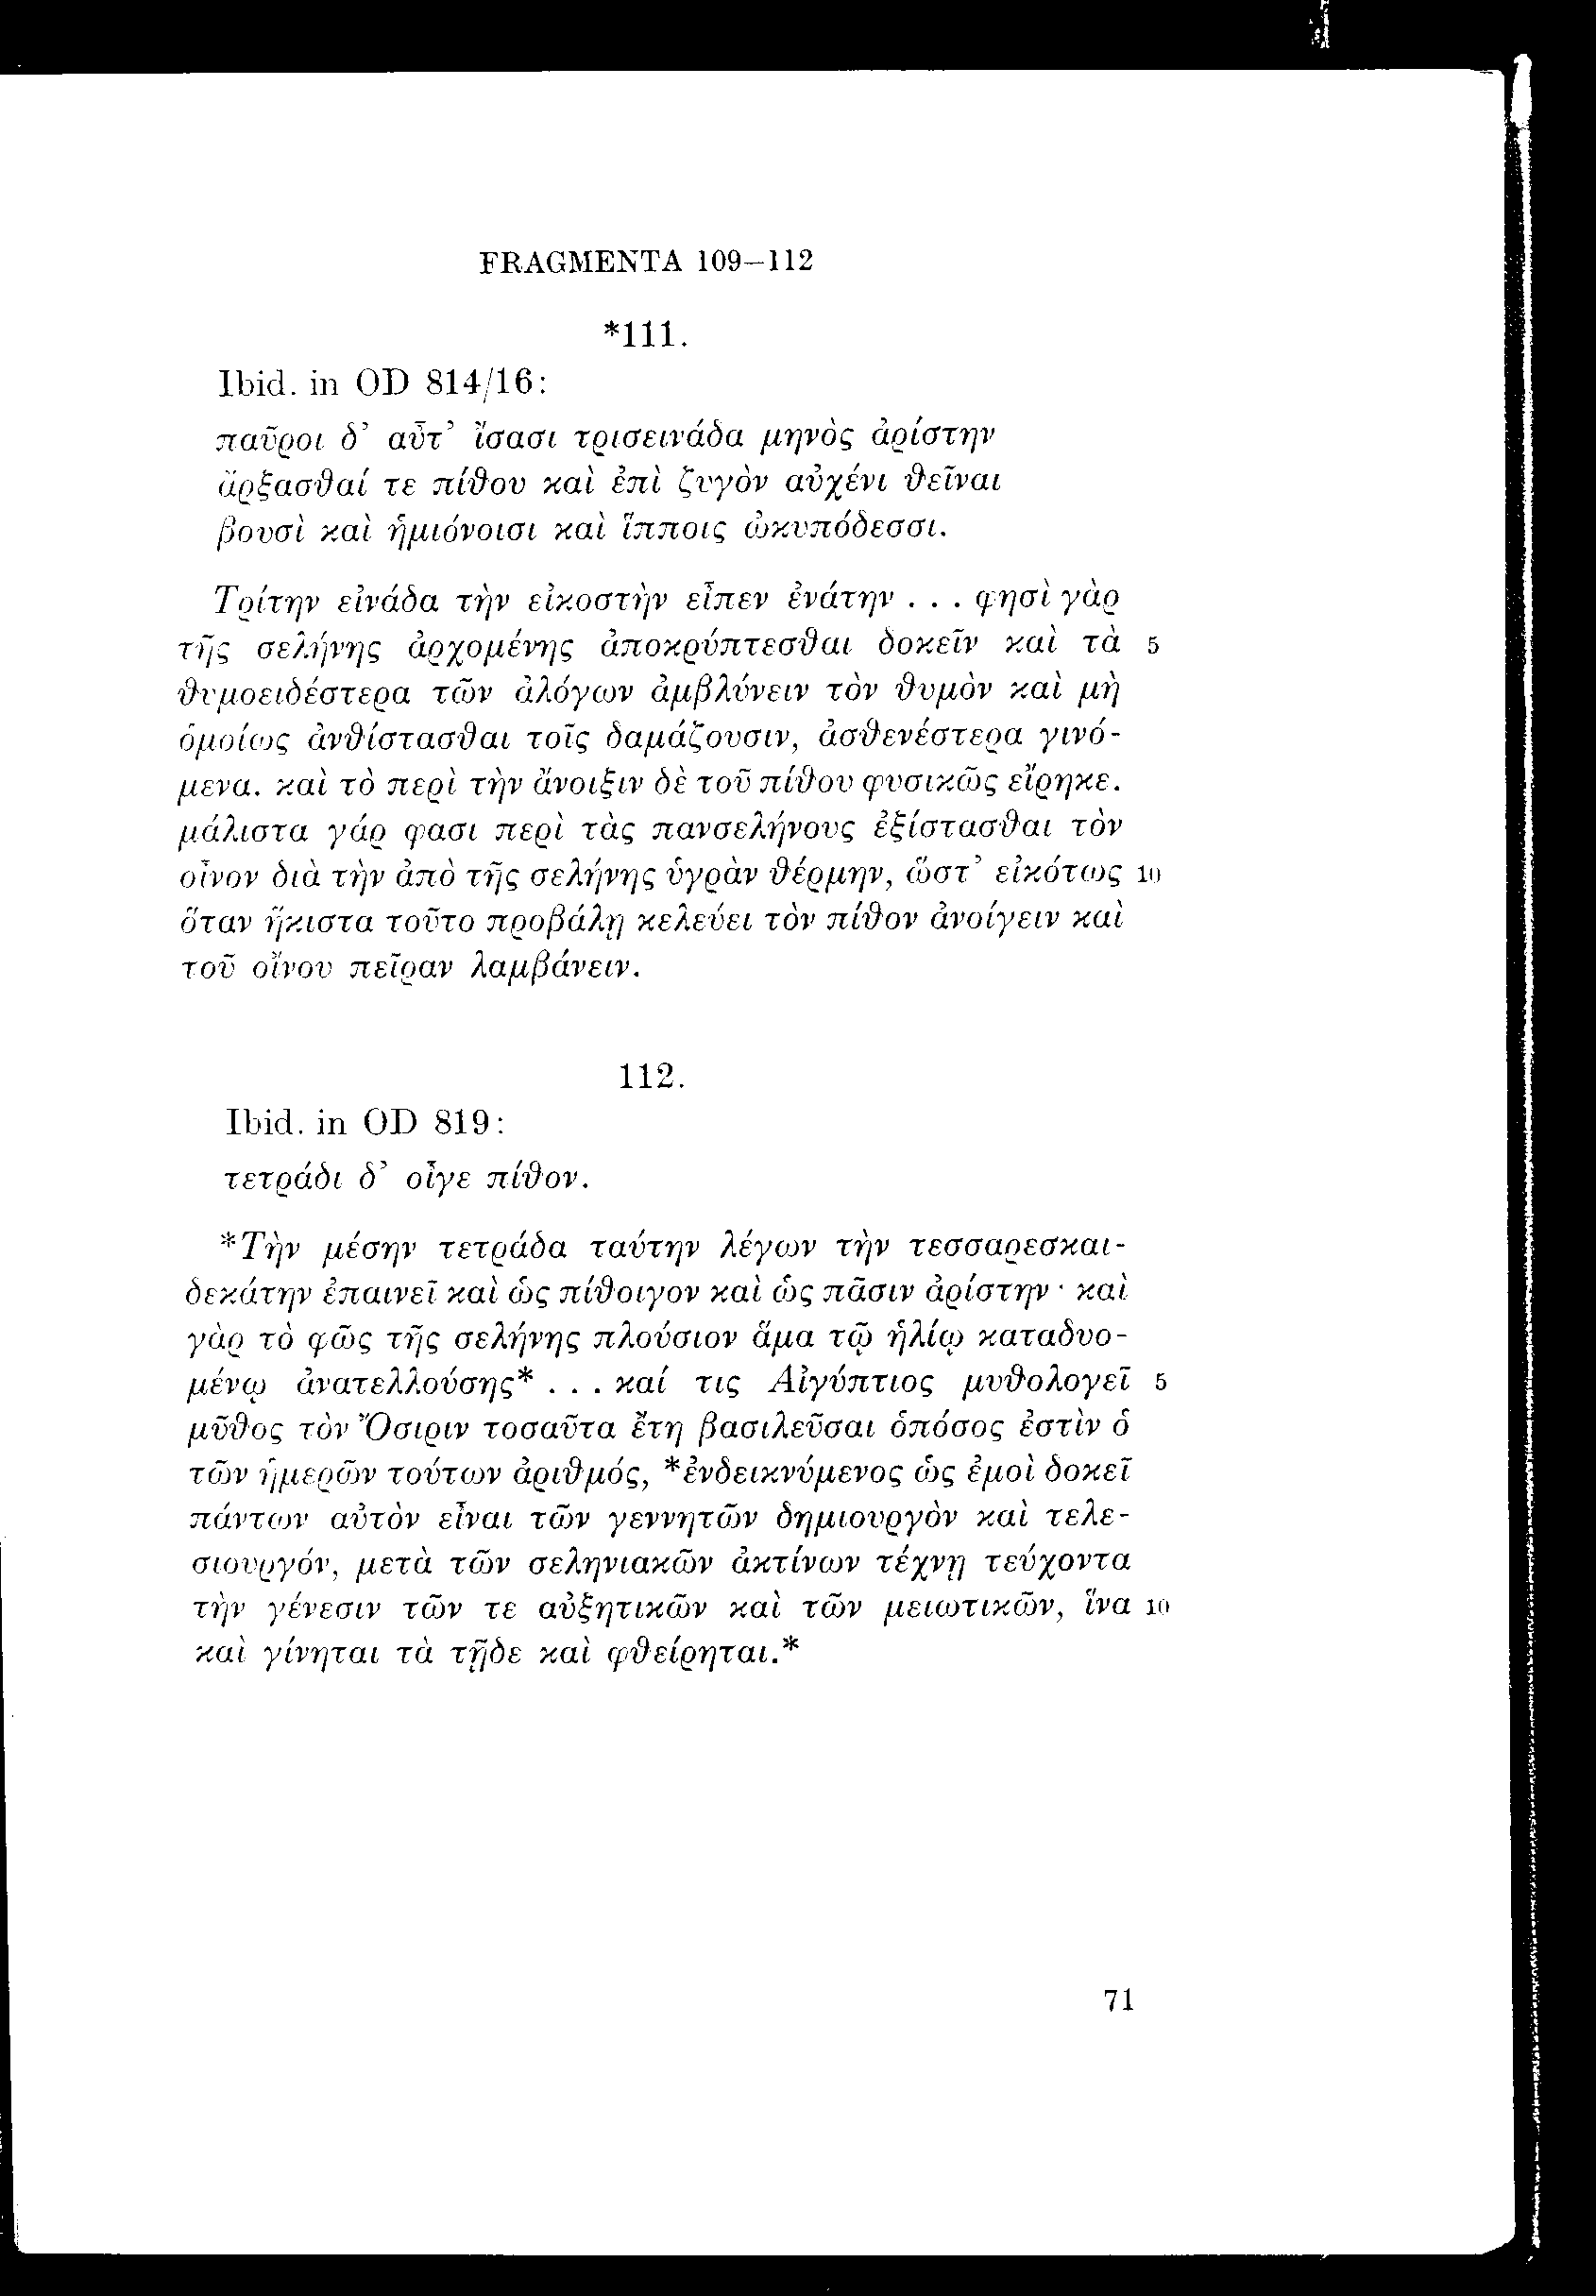 FRAGMENTA 109–112
*111.
Ibid. in OD 814/16:
παῦροι δ’ αὖτ’ ἴσασι τρισεινάδα μηνὸς ἀρίστην
ἄρξασθαί τε πίθου καὶ ἐπὶ ζυγὸν αὐχένι θεῖναι
βουσὶ καὶ ἡμιόνοισι καὶ ἵπποις ὠκυπόδεσσι.
Τρίτην εἰνάδα τὴν εἰκοστὴν εἶπεν ἐνάτην . . . φησὶ γὰρ
τῆς σελήνης ἀρχομένης ἀποκρύπτεσθαι δοκεῖν καὶ τὰ 5
θυμοειδέστερα τῶν ἀλόγων ἀμβλύνειν τὸν θυμὸν καὶ μὴ
ὁμοίως ἀνθίστασθαι τοῖς δαμάζουσιν, ἀσθενέστερα γινό-
μενα. καὶ τὸ περὶ τὴν ἄνοιξιν δὲ τοῦ πίθου φυσικῶς εἴρηκε.
μάλιστα γάρ φασι περὶ τὰς πανσελήνους ἐξίστασθαι τὸν
οἶνον διὰ τὴν ἀπὸ τῆς σελήνης ὑγρὰν θέρμην, ὥστ’ εἰκότως 10
ὅταν ἥκιστα τοῦτο προβάλῃ κελεύει τὸν πίθον ἀνοίγειν καὶ
τοῦ οἴνου πεῖραν λαμβάνειν.
112.
Ibid. in OD 819:
τετράδι δ’ οἶγε πίθον.
*Τὴν μέσην τετράδα ταύτην λέγων τὴν τεσσαρεσκαι-
δεκάτην ἐπαινεῖ καὶ ὡς πίθοιγον καὶ ὡς πᾶσιν ἀρίστην · καὶ
γὰρ τὸ φῶς τῆς σελήνης πλούσιον ἅμα τῷ ἡλίῳ καταδυο-
μένῳ ἀνατελλούσης* . . . καί τις Αἰγύπτιος μυθολογεῖ 5
μῦθος τὸν Ὄσιριν τοσαῦτα ἔτη βασιλεῦσαι ὁπόσος ἐστὶν ὁ
τῶν ἡμερῶν τούτων ἀριθμός, *ἐνδεικνύμενος ὡς ἐμοὶ δοκεῖ
πάντων αὐτὸν εἶναι τῶν γεννητῶν δημιουργὸν καὶ τελε-
σιουργόν, μετὰ τῶν σεληνιακῶν ἀκτίνων τέχνῃ τεύχοντα
τὴν γένεσιν τῶν τε αὐξητικῶν καὶ τῶν μειωτικῶν, ἵνα 10
καὶ γίνηται τὰ τῇδε καὶ φθείρηται.*
71